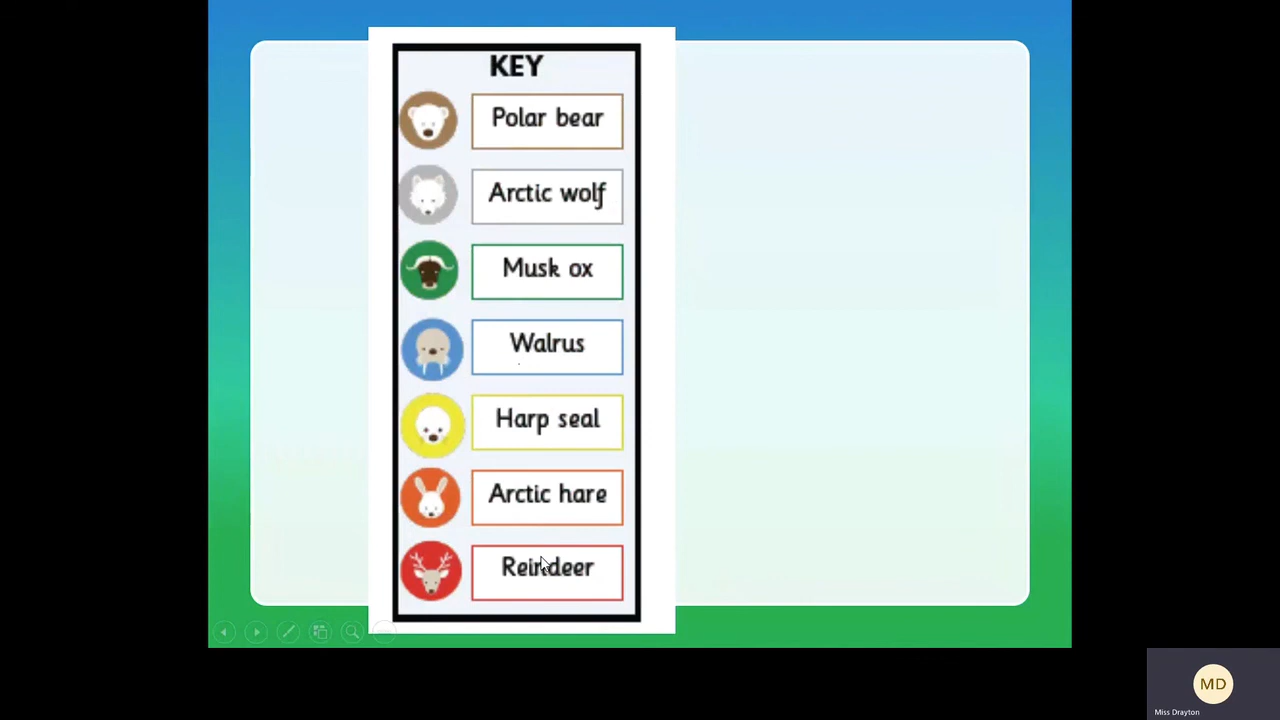 KEY
Polar bear
Arctic wolf
Musk ox
Walrus
Harp seal
Arctic hare
Reindeer
MD
Miss Drayton